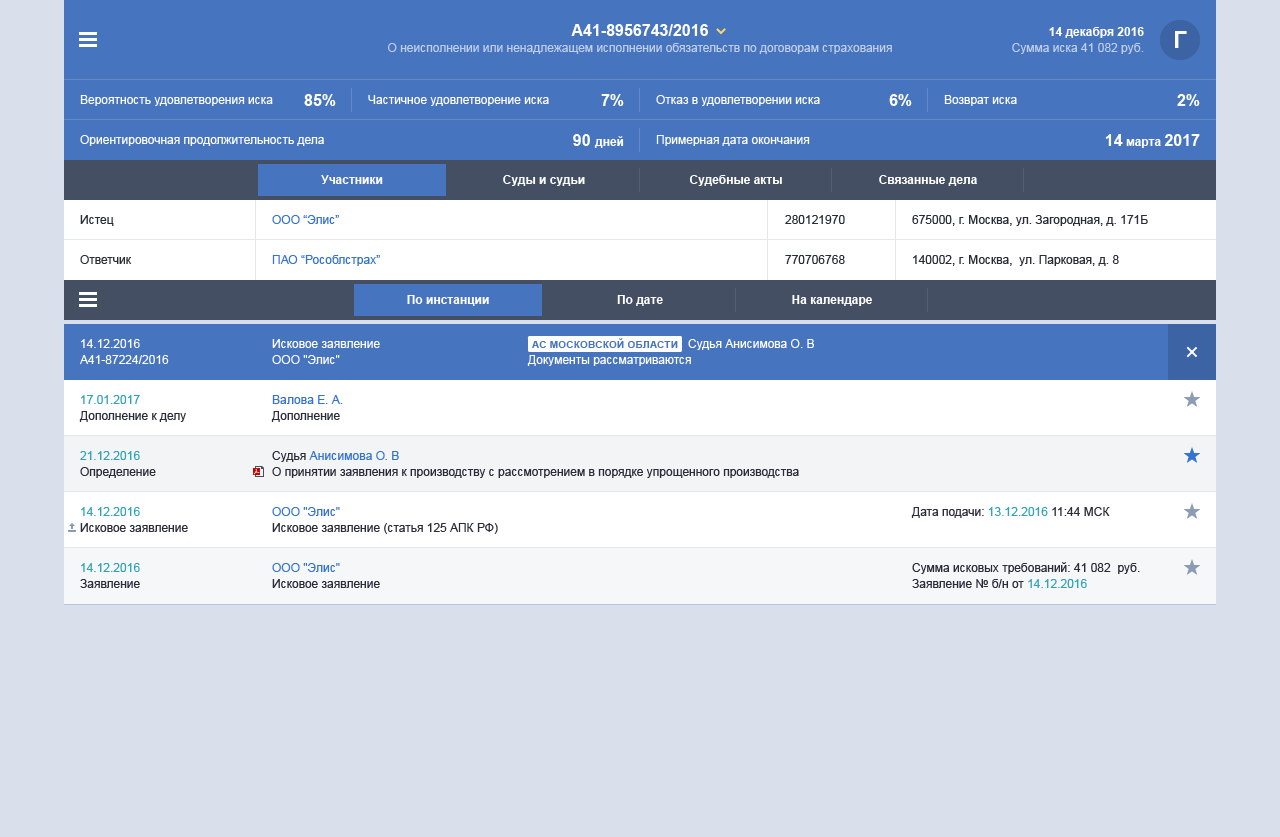 А41-8956743/2016
О неисполнении или ненадлежащем исполнении обязательств по договорам страхования
14 декабря 2016
Сумма иска 41 082 руб.
Г
Вероятность удовлетворения иска 85%
Частичное удовлетворение иска 7%
Отказ в удовлетворении иска 6%
Возврат иска 2%
Ориентировочная продолжительность дела 90 дней
Примерная дата окончания 14 марта 2017
Участники
Суды и судьи
Судебные акты
Связанные дела
Истец ООО “Элис” 280121970 675000, г. Москва, ул. Загородная, д. 171Б
Ответчик ПАО “Рособлстрах” 770706768 140002, г. Москва, ул. Парковая, д. 8
По инстанции
По дате
На календаре
14.12.2016 Исковое заявление АС МОСКОВСКОЙ ОБЛАСТИ Судья Анисимова О. В
А41-87224/2016 ООО "Элис" Документы рассматриваются
17.01.2017 Валова Е. А.
Дополнение к делу Дополнение
21.12.2016 Судья Анисимова О. В
Определение О принятии заявления к производству с рассмотрением в порядке упрощенного производства
14.12.2016 ООО "Элис" Дата подачи: 13.12.2016 11:44 МСК
Исковое заявление Исковое заявление (статья 125 АПК РФ)
14.12.2016 ООО "Элис" Сумма исковых требований: 41 082 руб.
Заявление Исковое заявление Заявление № б/н от 14.12.2016